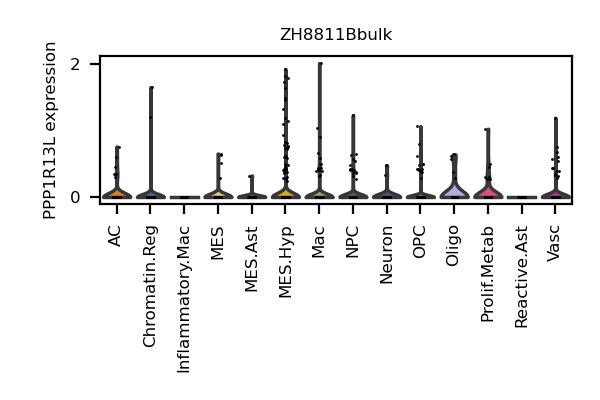 ZH8811Bbulk
PPP1R13L expression
2
0
AC
Chromatin.Reg
Inflammatory.Mac
MES
MES.Ast
MES.Hyp
Mac
NPC
Neuron
OPC
Oligo
Prolif.Metab
Reactive.Ast
Vasc